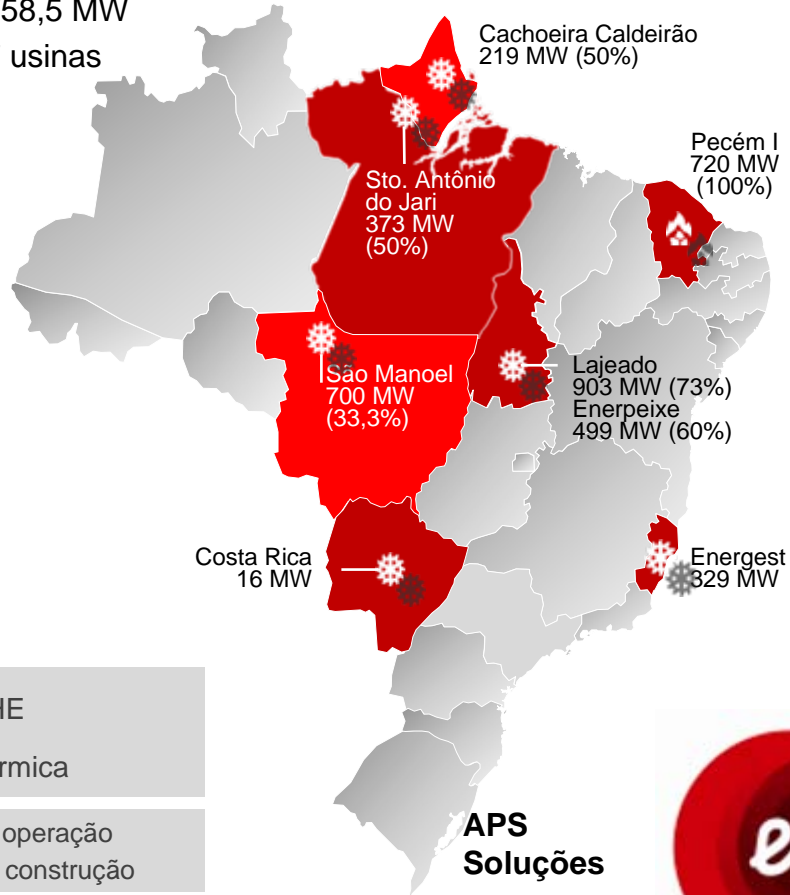 58,5 MW
usinas
Cachoeira Caldeirão
219 MW (50%)
Pecém I
720 MW
(100%)
Sto. Antônio
do Jari
373 MW
(50%)
São Manoel
700 MW
(33,3%)
Lajeado
903 MW (73%)
Enerpeixe
499 MW (60%)
Costa Rica
16 MW
Energest
329 MW
HE
rmica
operação
construção
APS
Soluções
e